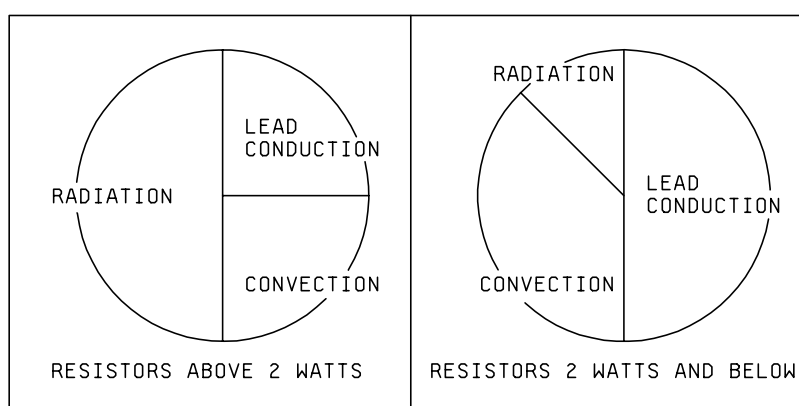 LEAD
CONDUCTION
RADIATION
CONVECTION
RESISTORS ABOVE 2 WATTS
RADIATION
LEAD
CONDUCTION
CONVECTION
RESISTORS 2 WATTS AND BELOW